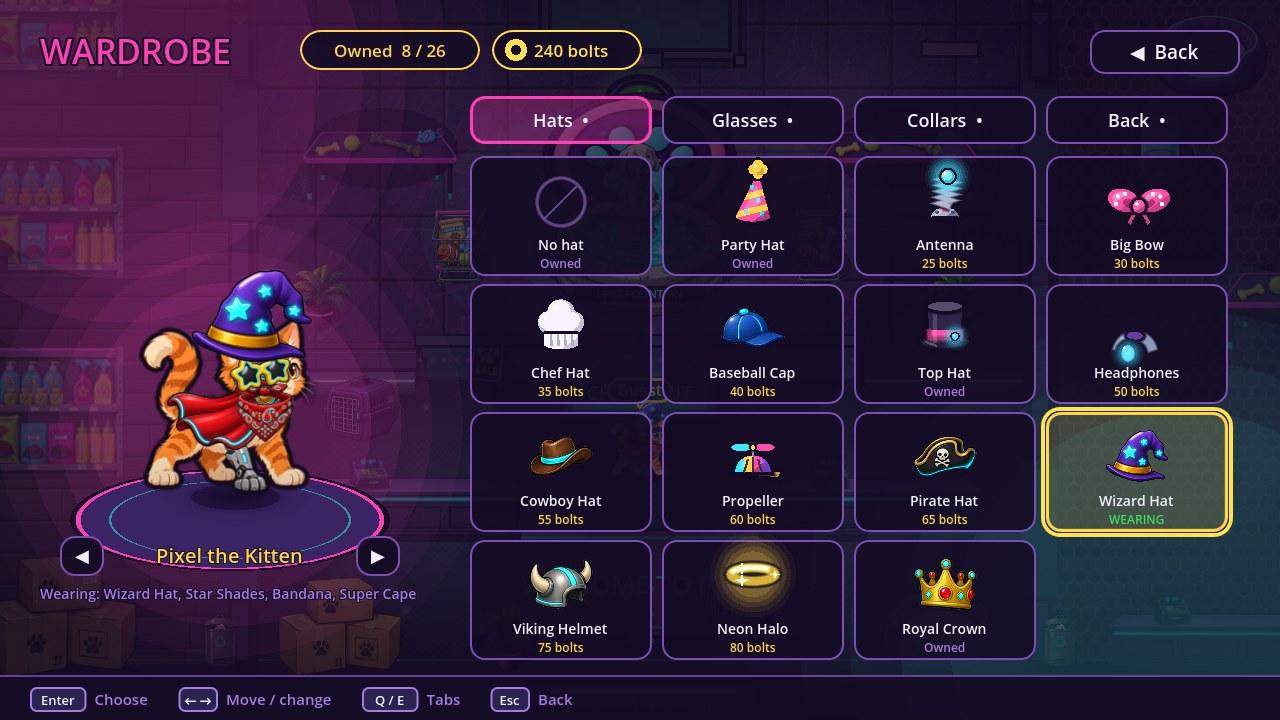 WARDROBE
Owned 8 / 26
240 bolts
◀ Back
Hats •
Glasses •
Collars •
Back •
No hat
Owned
Party Hat
Owned
Antenna
25 bolts
Big Bow
30 bolts
Chef Hat
35 bolts
Baseball Cap
40 bolts
Top Hat
Owned
Headphones
50 bolts
Cowboy Hat
55 bolts
Propeller
60 bolts
Pirate Hat
65 bolts
Wizard Hat
WEARING
Viking Helmet
75 bolts
Neon Halo
80 bolts
Royal Crown
Owned
◀ Pixel the Kitten ▶
Wearing: Wizard Hat, Star Shades, Bandana, Super Cape
Enter Choose ←→ Move / change Q / E Tabs Esc Back